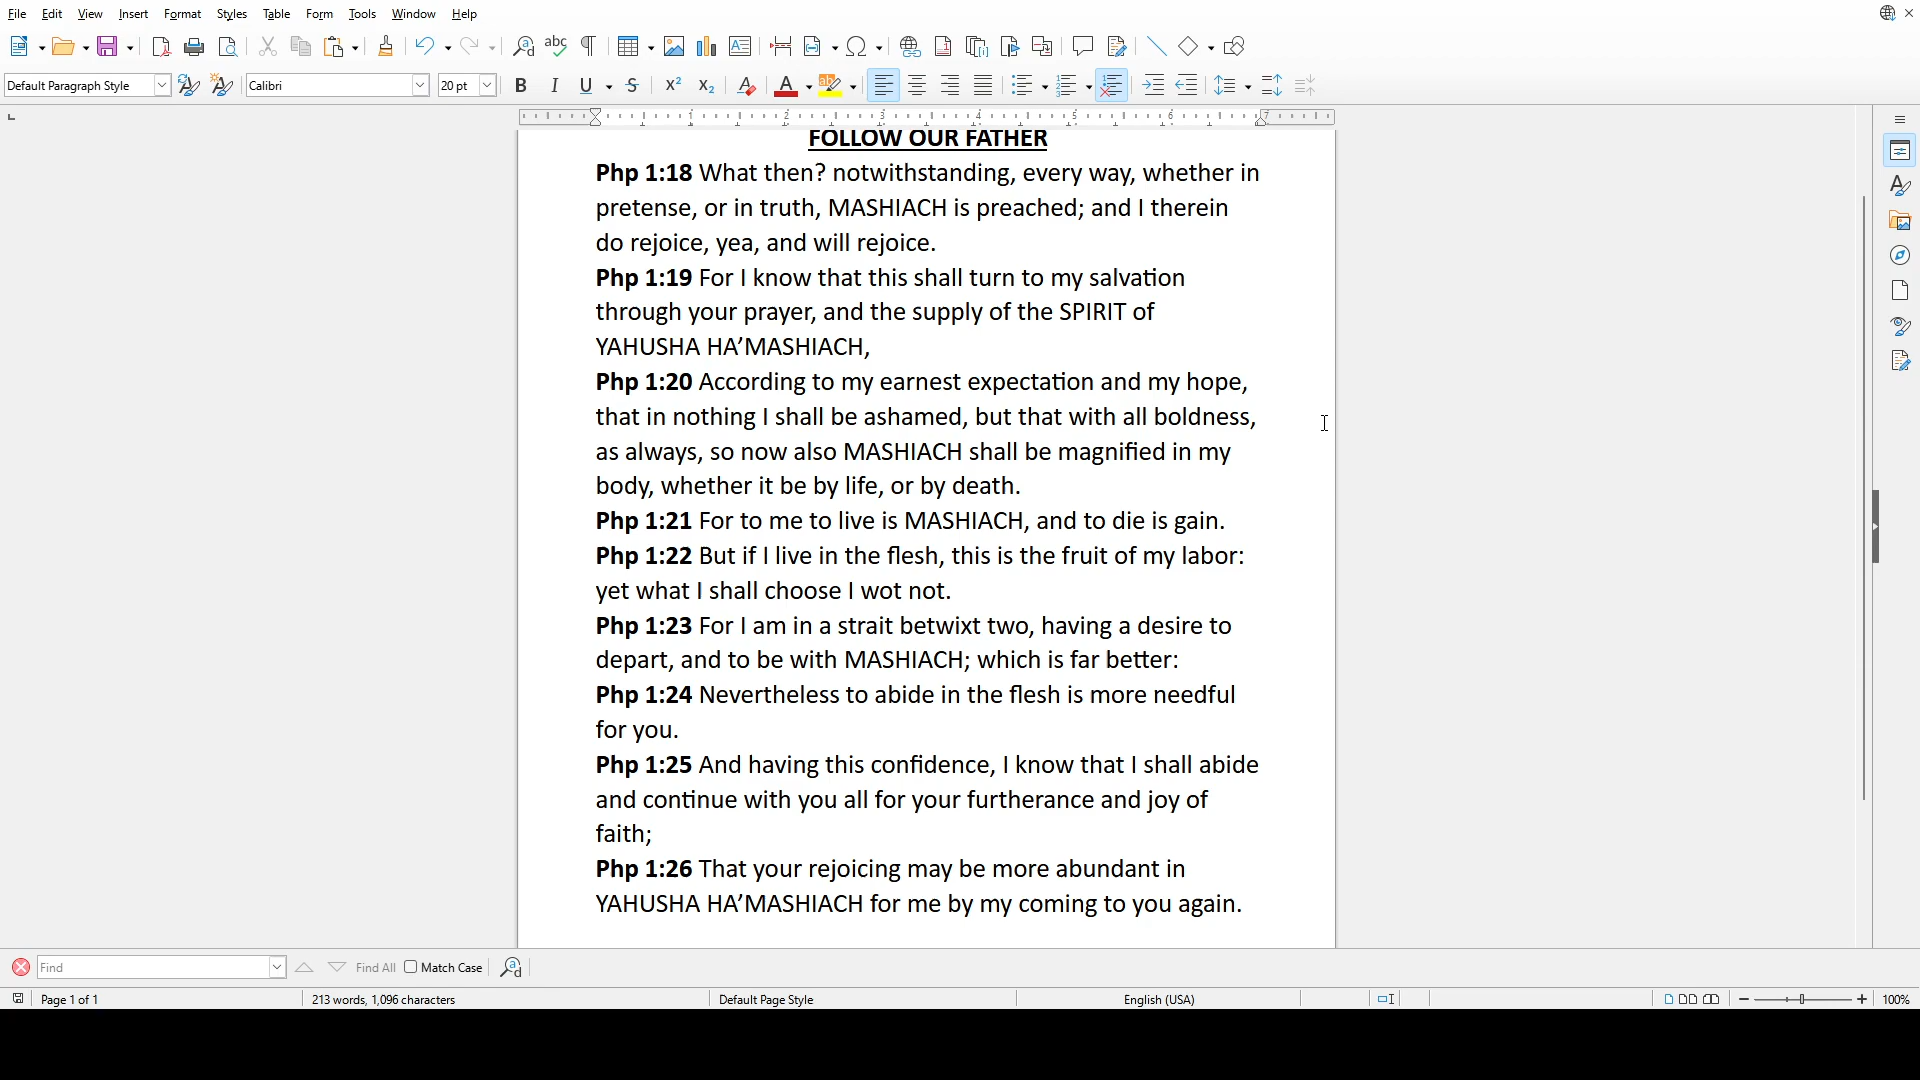 File Edit View Insert Format Styles Table Form Tools Window Help
Default Paragraph Style Calibri 20 pt
FOLLOW OUR FATHER
Php 1:18 What then? notwithstanding, every way, whether in
pretense, or in truth, MASHIACH is preached; and I therein
do rejoice, yea, and will rejoice.
Php 1:19 For I know that this shall turn to my salvation
through your prayer, and the supply of the SPIRIT of
YAHUSHA HA’MASHIACH,
Php 1:20 According to my earnest expectation and my hope,
that in nothing I shall be ashamed, but that with all boldness,
as always, so now also MASHIACH shall be magnified in my
body, whether it be by life, or by death.
Php 1:21 For to me to live is MASHIACH, and to die is gain.
Php 1:22 But if I live in the flesh, this is the fruit of my labor:
yet what I shall choose I wot not.
Php 1:23 For I am in a strait betwixt two, having a desire to
depart, and to be with MASHIACH; which is far better:
Php 1:24 Nevertheless to abide in the flesh is more needful
for you.
Php 1:25 And having this confidence, I know that I shall abide
and continue with you all for your furtherance and joy of
faith;
Php 1:26 That your rejoicing may be more abundant in
YAHUSHA HA’MASHIACH for me by my coming to you again.
Find Find All Match Case
Page 1 of 1 213 words, 1,096 characters Default Page Style English (USA) 100%